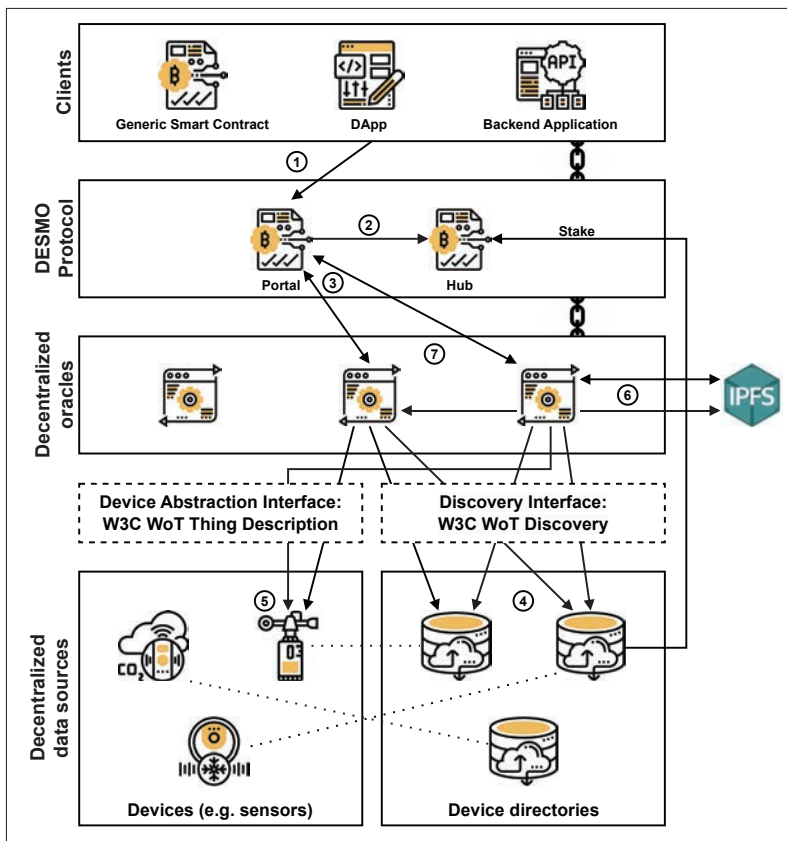 Clients
API
Generic Smart Contract
DApp
Backend Application
1
DESMO
Protocol
2
Stake
Portal
3
Hub
Decentralized
oracles
7
6
IPFS
Device Abstraction Interface:
W3C WoT Thing Description
Discovery Interface:
W3C WoT Discovery
Decentralized
data sources
5
4
CO2
03
Devices (e.g. sensors)
Device directories